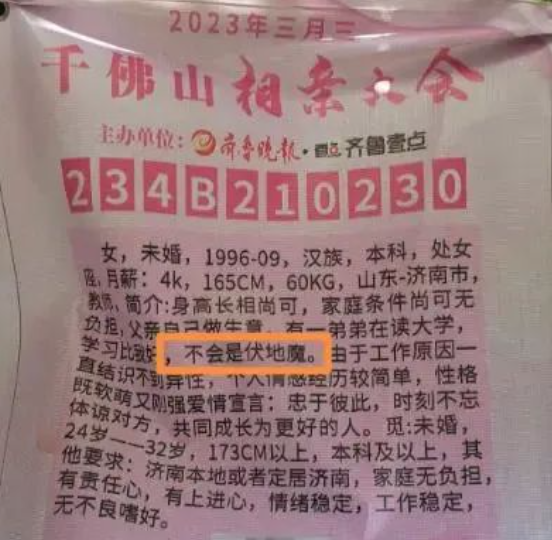 2023年三月三
千佛山相亲大会
主办单位: 齐鲁晚报·齐鲁壹点
234B210230
女，未婚，1996-09，汉族，本科，处女
座，月薪：4k，165CM，60KG，山东-济南市，
教师，简介:身高长相尚可，家庭条件尚可无
负担，父亲自己做生意，有一弟弟在读大学，
学习比较好，不会是伏地魔。由于工作原因一
直结识不到异性，个人情感经历较简单，性格
既软萌又刚强爱情宣言：忠于彼此，时刻不忘
体谅对方，共同成长为更好的人。觅:未婚，
24岁——32岁，173CM以上，本科及以上，其
他要求：济南本地或者定居济南，家庭无负担，
有责任心，有上进心，情绪稳定，工作稳定，
无不良嗜好。